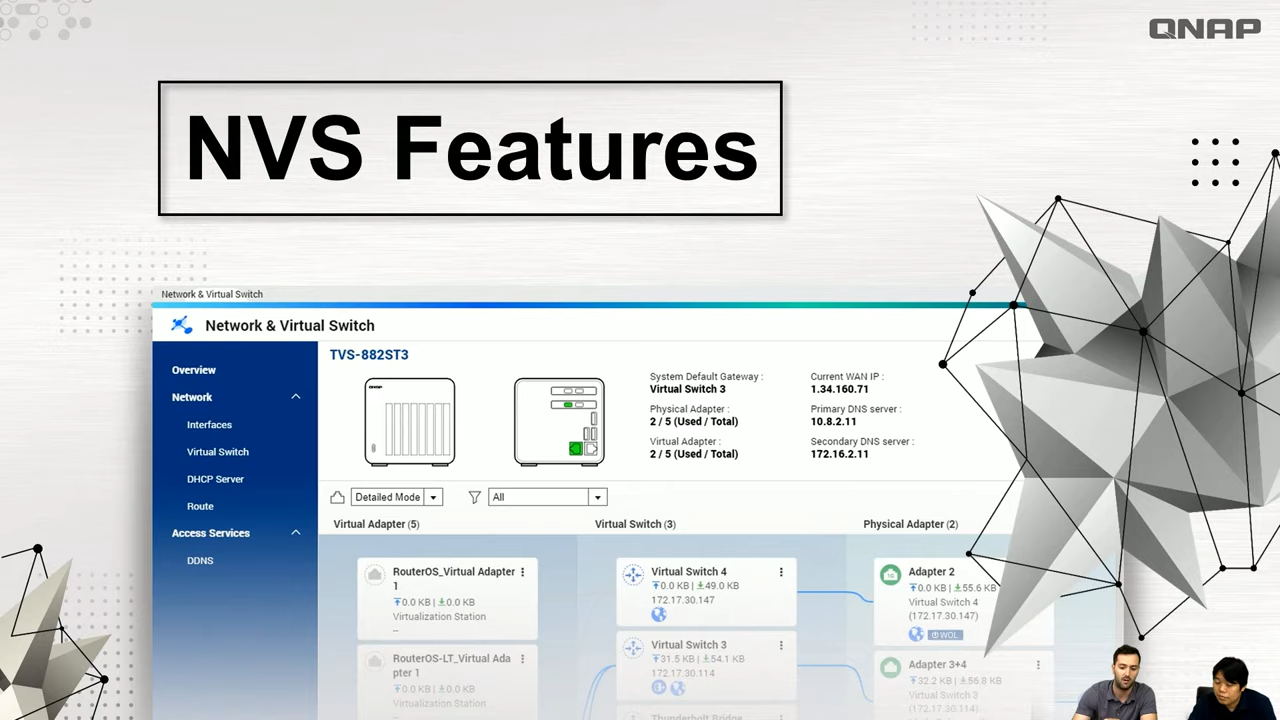 QNAP
NVS Features
Network & Virtual Switch
Network & Virtual Switch
Overview
Network
Interfaces
Virtual Switch
DHCP Server
Route
Access Services
DDNS
TVS-882ST3
QNAP
System Default Gateway :
Virtual Switch 3
Physical Adapter :
2 / 5 (Used / Total)
Virtual Adapter :
2 / 5 (Used / Total)
Current WAN IP :
1.34.160.71
Primary DNS server :
10.8.2.11
Secondary DNS server :
172.16.2.11
Detailed Mode
All
Virtual Adapter (5)
Virtual Switch (3)
Physical Adapter (2)
RouterOS_Virtual Adapter
1
0.0 KB | 0.0 KB
Virtualization Station
--
RouterOS-LT_Virtual Ada
pter 1
0.0 KB | 0.0 KB
Virtualization Station
Virtual Switch 4
0.0 KB | 49.0 KB
172.17.30.147
Virtual Switch 3
31.5 KB | 54.1 KB
172.17.30.114
Thunderbolt Bridge
10
Adapter 2
0.0 KB | 55.6 KB
Virtual Switch 4
(172.17.30.147)
WOL
Adapter 3+4
32.2 KB | 56.8 KB
Virtual Switch 3
(172.17.30.114)